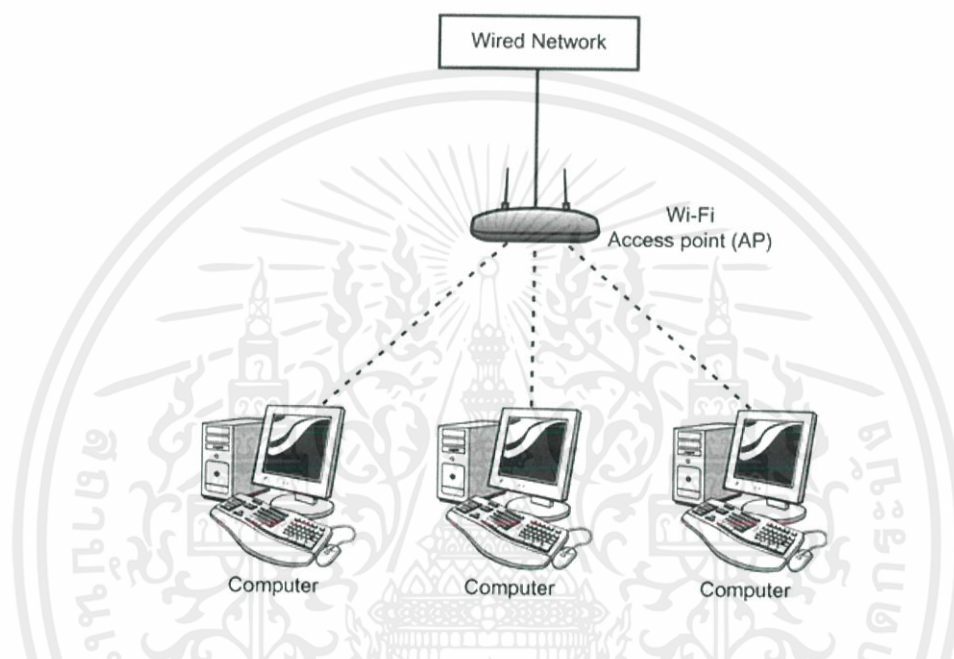 Wired Network
Wi-Fi
Access point (AP)
Computer
Computer
Computer